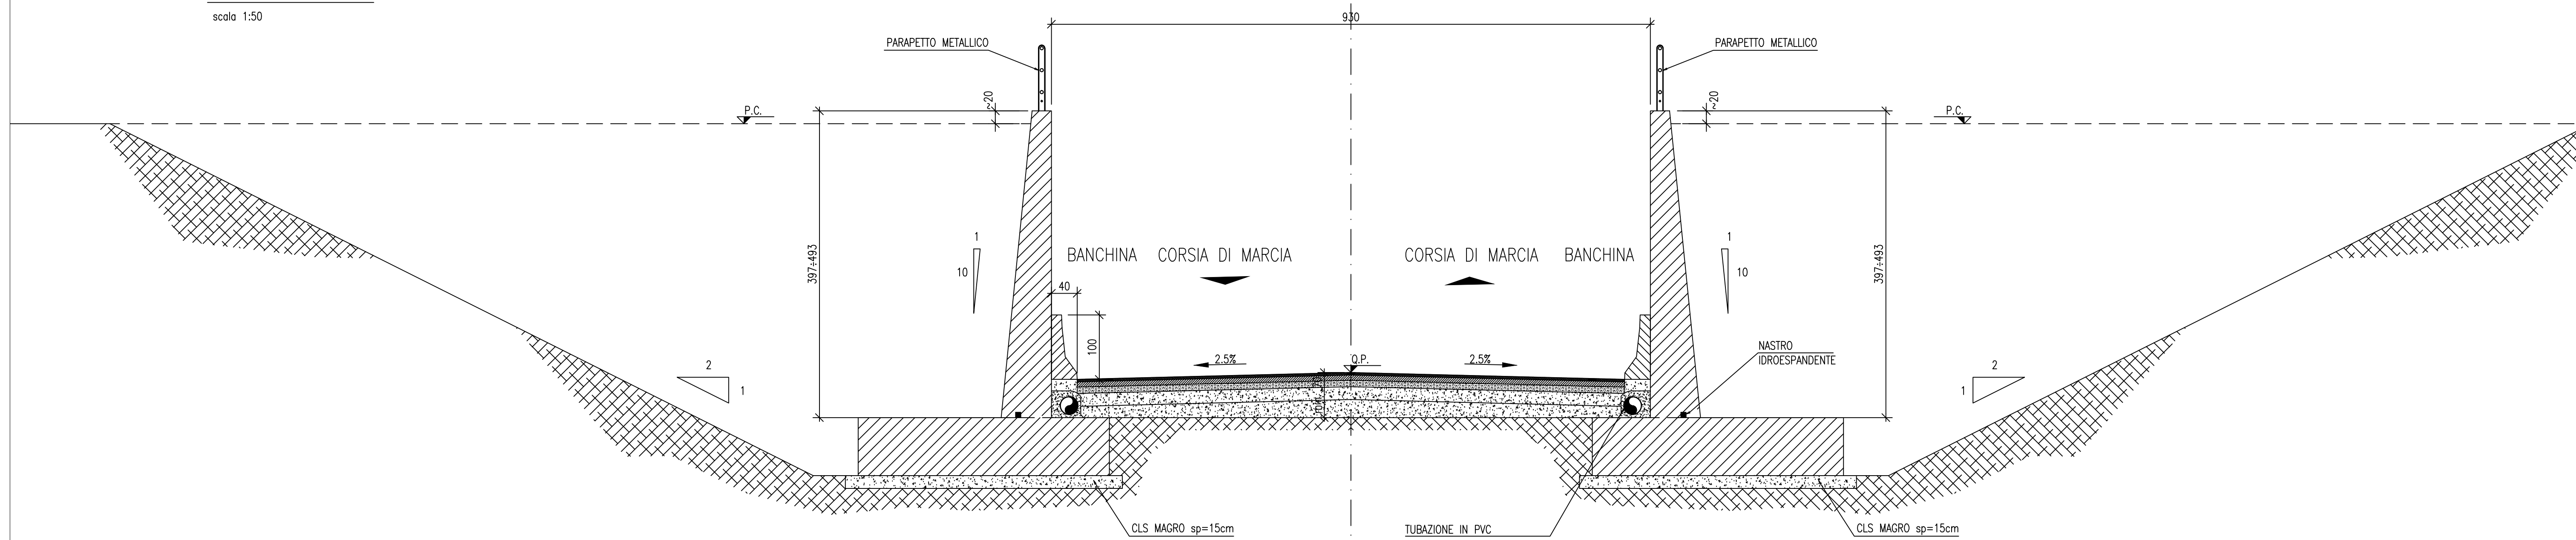 scala 1:50
930
PARAPETTO METALLICO
PARAPETTO METALLICO
~20
~20
P.C.
P.C.
397÷493
397÷493
1
10
1
10
BANCHINA CORSIA DI MARCIA
CORSIA DI MARCIA BANCHINA
40
100
2.5%
Q.P.
2.5%
NASTRO
IDROESPANDENTE
2
1
2
1
CLS MAGRO sp=15cm
TUBAZIONE IN PVC
CLS MAGRO sp=15cm